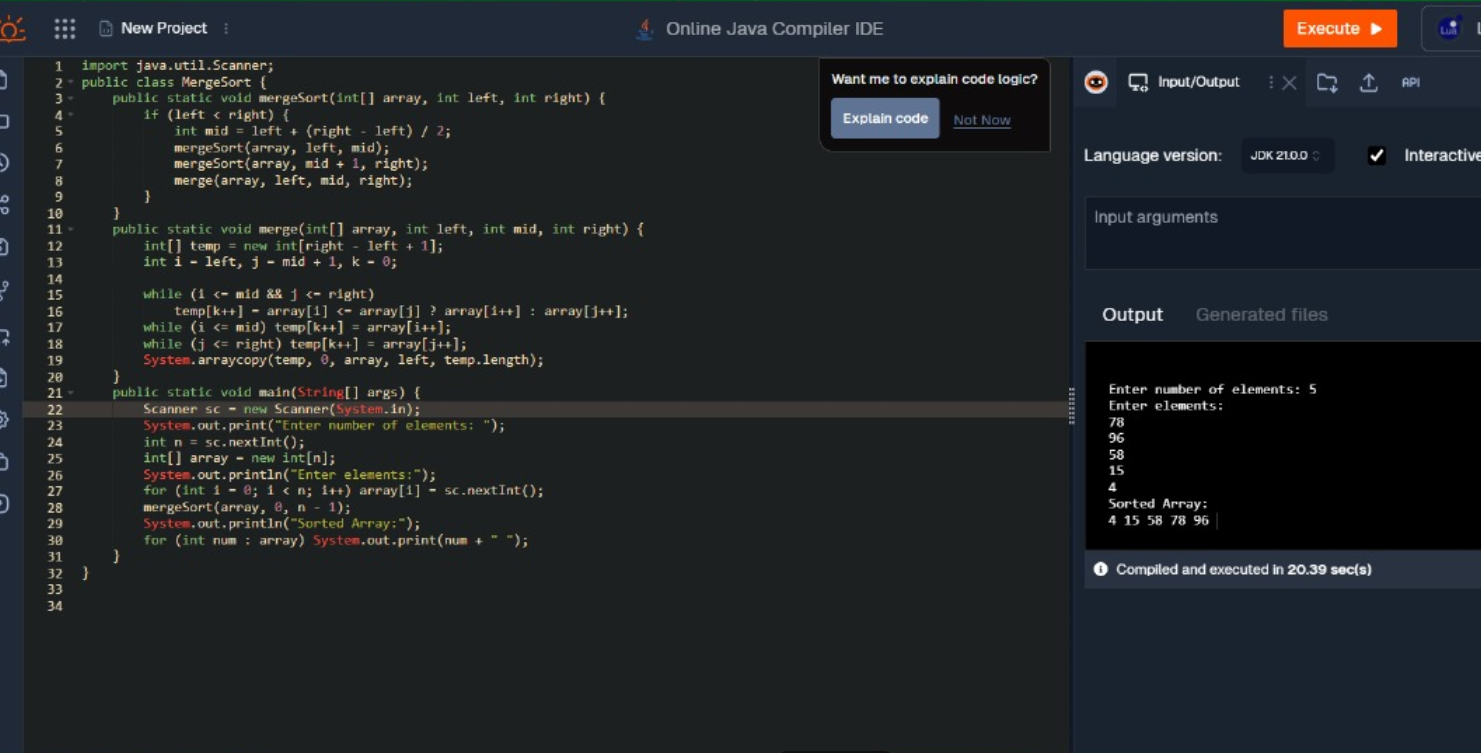 New Project
Online Java Compiler IDE
Execute
1 import java.util.Scanner;
2 public class MergeSort {
3     public static void mergeSort(int[] array, int left, int right) {
4         if (left < right) {
5             int mid = left + (right - left) / 2;
6             mergeSort(array, left, mid);
7             mergeSort(array, mid + 1, right);
8             merge(array, left, mid, right);
9         }
10     }
11     public static void merge(int[] array, int left, int mid, int right) {
12         int[] temp = new int[right - left + 1];
13         int i = left, j = mid + 1, k = 0;
14
15         while (i <= mid && j <= right)
16             temp[k++] = array[i] <= array[j] ? array[i++] : array[j++];
17         while (i <= mid) temp[k++] = array[i++];
18         while (j <= right) temp[k++] = array[j++];
19         System.arraycopy(temp, 0, array, left, temp.length);
20     }
21     public static void main(String[] args) {
22         Scanner sc = new Scanner(System.in);
23         System.out.print("Enter number of elements: ");
24         int n = sc.nextInt();
25         int[] array = new int[n];
26         System.out.println("Enter elements:");
27         for (int i = 0; i < n; i++) array[i] = sc.nextInt();
28         mergeSort(array, 0, n - 1);
29         System.out.println("Sorted Array:");
30         for (int num : array) System.out.print(num + " ");
31     }
32 }
33
34
Want me to explain code logic?
Explain code
Not Now
Input/Output
API
Language version:
JDK 21.0.0
Interactive
Input arguments
Output
Generated files
Enter number of elements: 5
Enter elements:
78
96
58
15
4
Sorted Array:
4 15 58 78 96
Compiled and executed in 20.39 sec(s)